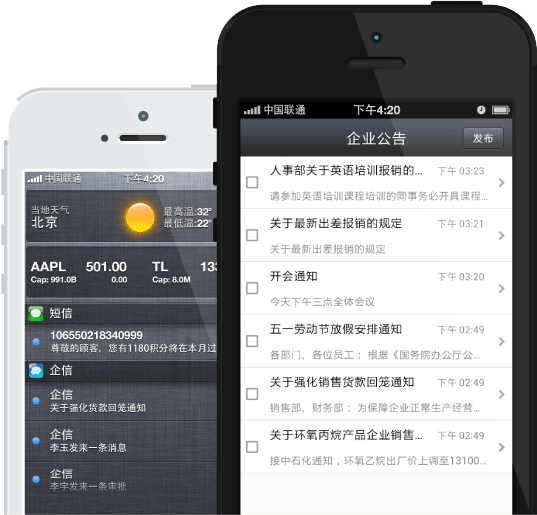 中国联通
下午4:20
当地天气
北京
最高温:32°
最低温:22°
AAPL 501.00 TL 133
Cap: 991.0B 0.00 Cap: 8.0M
短信
106550218340999
尊敬的顾客，您有1180积分将在本月过
企信
企信
关于强化货款回笼通知
企信
李玉发来一条消息
企信
李宇发来一条审批
中国联通 下午4:20
企业公告 发布
人事部关于英语培训报销的... 下午 03:23
请参加英语培训课程培训的同事务必开具课程...
关于最新出差报销的规定 下午 03:21
关于最新出差报销的规定
开会通知 下午 03:20
今天下午三点全体会议
五一劳动节放假安排通知 下午 02:49
各部门、各位员工：根据《国务院办公厅公...
关于强化销售货款回笼通知 下午 02:49
销售部、财务部：为保障企业正常生产经营...
关于环氧丙烷产品企业销售... 下午 02:49
接中石化通知，环氧乙烷出厂价上调至13100...